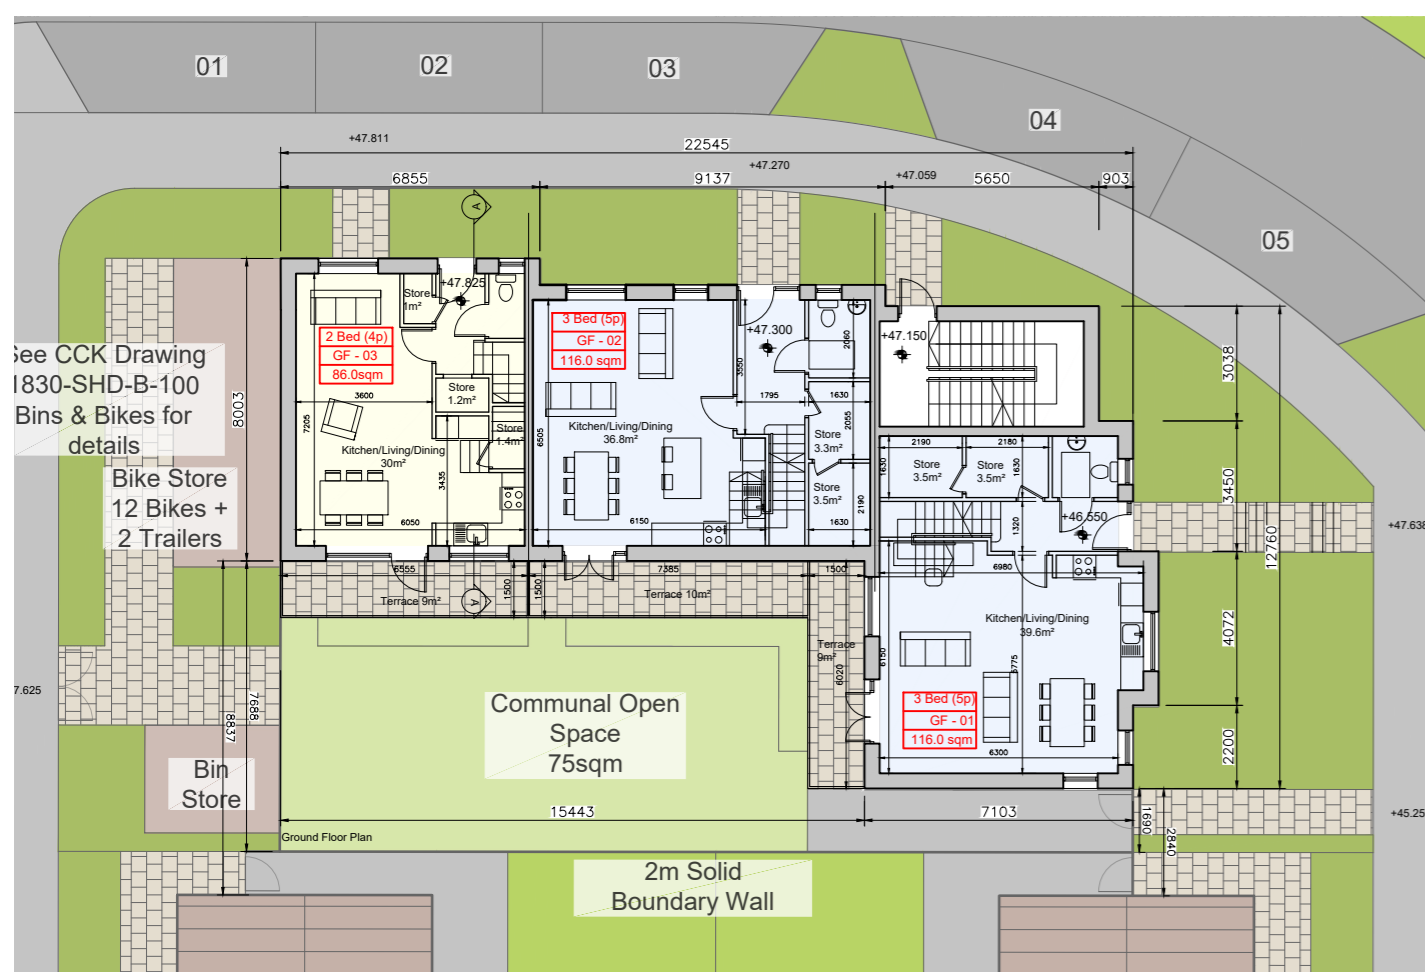 01
02
03
04
05
+47.811
22545
+47.270
+47.059
6855
9137
5650
903
A
+47.825
Store
1m²
2 Bed (4p)
GF - 03
86.0sqm
3600
7205
Store
1.2m²
Store
1.4m²
Kitchen/Living/Dining
30m²
3435
6050
3 Bed (5p)
GF - 02
116.0 sqm
+47.300
3550
2060
1795
1630
2055
Kitchen/Living/Dining
36.8m²
6505
Store
3.3m²
Store
3.5m²
2190
6150
1630
+47.150
3038
3450
12760
2190
2180
1630
1630
Store
3.5m²
Store
3.5m²
1320
+46.550
+47.638
6980
Kitchen/Living/Dining
39.6m²
6150
3 Bed (5p)
GF - 01
116.0 sqm
6300
4072
2200
See CCK Drawing
1830-SHD-B-100
Bins & Bikes for
details
8003
Bike Store
12 Bikes +
2 Trailers
6555
1500
1500
7385
1500
Terrace 9m²
A
Terrace 10m²
Terrace
9m²
6020
7.625
7688
8837
Communal Open
Space
75sqm
Bin
Store
15443
7103
1690
2840
+45.25
Ground Floor Plan
2m Solid
Boundary Wall